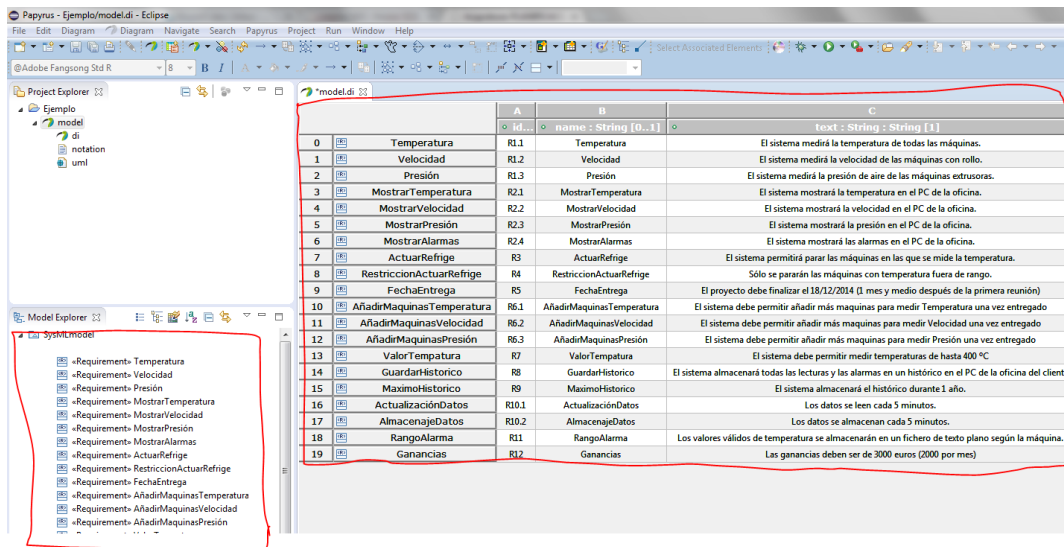 Papyrus - Ejemplo/model.di - Eclipse
File Edit Diagram Diagram Navigate Search Papyrus Project Run Window Help
Select Associated Elements
@Adobe Fangsong Std R 8 B I A
Project Explorer
Ejemplo
model
di
notation
uml
Model Explorer
SysMLmodel
«Requirement» Temperatura
«Requirement» Velocidad
«Requirement» Presión
«Requirement» MostrarTemperatura
«Requirement» MostrarVelocidad
«Requirement» MostrarPresión
«Requirement» MostrarAlarmas
«Requirement» ActuarRefrige
«Requirement» RestriccionActuarRefrige
«Requirement» FechaEntrega
«Requirement» AñadirMaquinasTemperatura
«Requirement» AñadirMaquinasVelocidad
«Requirement» AñadirMaquinasPresión
*model.di
A B C
id... name : String [0..1] text : String : String [1]
0 Temperatura R1.1 Temperatura El sistema medirá la temperatura de todas las máquinas.
1 Velocidad R1.2 Velocidad El sistema medirá la velocidad de las máquinas con rollo.
2 Presión R1.3 Presión El sistema medirá la presión de aire de las máquinas extrusoras.
3 MostrarTemperatura R2.1 MostrarTemperatura El sistema mostrará la temperatura en el PC de la oficina.
4 MostrarVelocidad R2.2 MostrarVelocidad El sistema mostrará la velocidad en el PC de la oficina.
5 MostrarPresión R2.3 MostrarPresión El sistema mostrará la presión en el PC de la oficina.
6 MostrarAlarmas R2.4 MostrarAlarmas El sistema mostrará las alarmas en el PC de la oficina.
7 ActuarRefrige R3 ActuarRefrige El sistema permitirá parar las máquinas en las que se mide la temperatura.
8 RestriccionActuarRefrige R4 RestriccionActuarRefrige Sólo se pararán las máquinas con temperatura fuera de rango.
9 FechaEntrega R5 FechaEntrega El proyecto debe finalizar el 18/12/2014 (1 mes y medio después de la primera reunión)
10 AñadirMaquinasTemperatura R6.1 AñadirMaquinasTemperatura El sistema debe permitir añadir más maquinas para medir Temperatura una vez entregado
11 AñadirMaquinasVelocidad R6.2 AñadirMaquinasVelocidad El sistema debe permitir añadir más maquinas para medir Velocidad una vez entregado
12 AñadirMaquinasPresión R6.3 AñadirMaquinasPresión El sistema debe permitir añadir más maquinas para medir Presión una vez entregado
13 ValorTempatura R7 ValorTempatura El sistema debe permitir medir temperaturas de hasta 400 ºC
14 GuardarHistorico R8 GuardarHistorico El sistema almacenará todas las lecturas y las alarmas en un histórico en el PC de la oficina del client
15 MaximoHistorico R9 MaximoHistorico El sistema almacenará el histórico durante 1 año.
16 ActualizaciónDatos R10.1 ActualizaciónDatos Los datos se leen cada 5 minutos.
17 AlmacenajeDatos R10.2 AlmacenajeDatos Los datos se almacenan cada 5 minutos.
18 RangoAlarma R11 RangoAlarma Los valores válidos de temperatura se almacenarán en un fichero de texto plano según la máquina.
19 Ganancias R12 Ganancias Las ganancias deben ser de 3000 euros (2000 por mes)